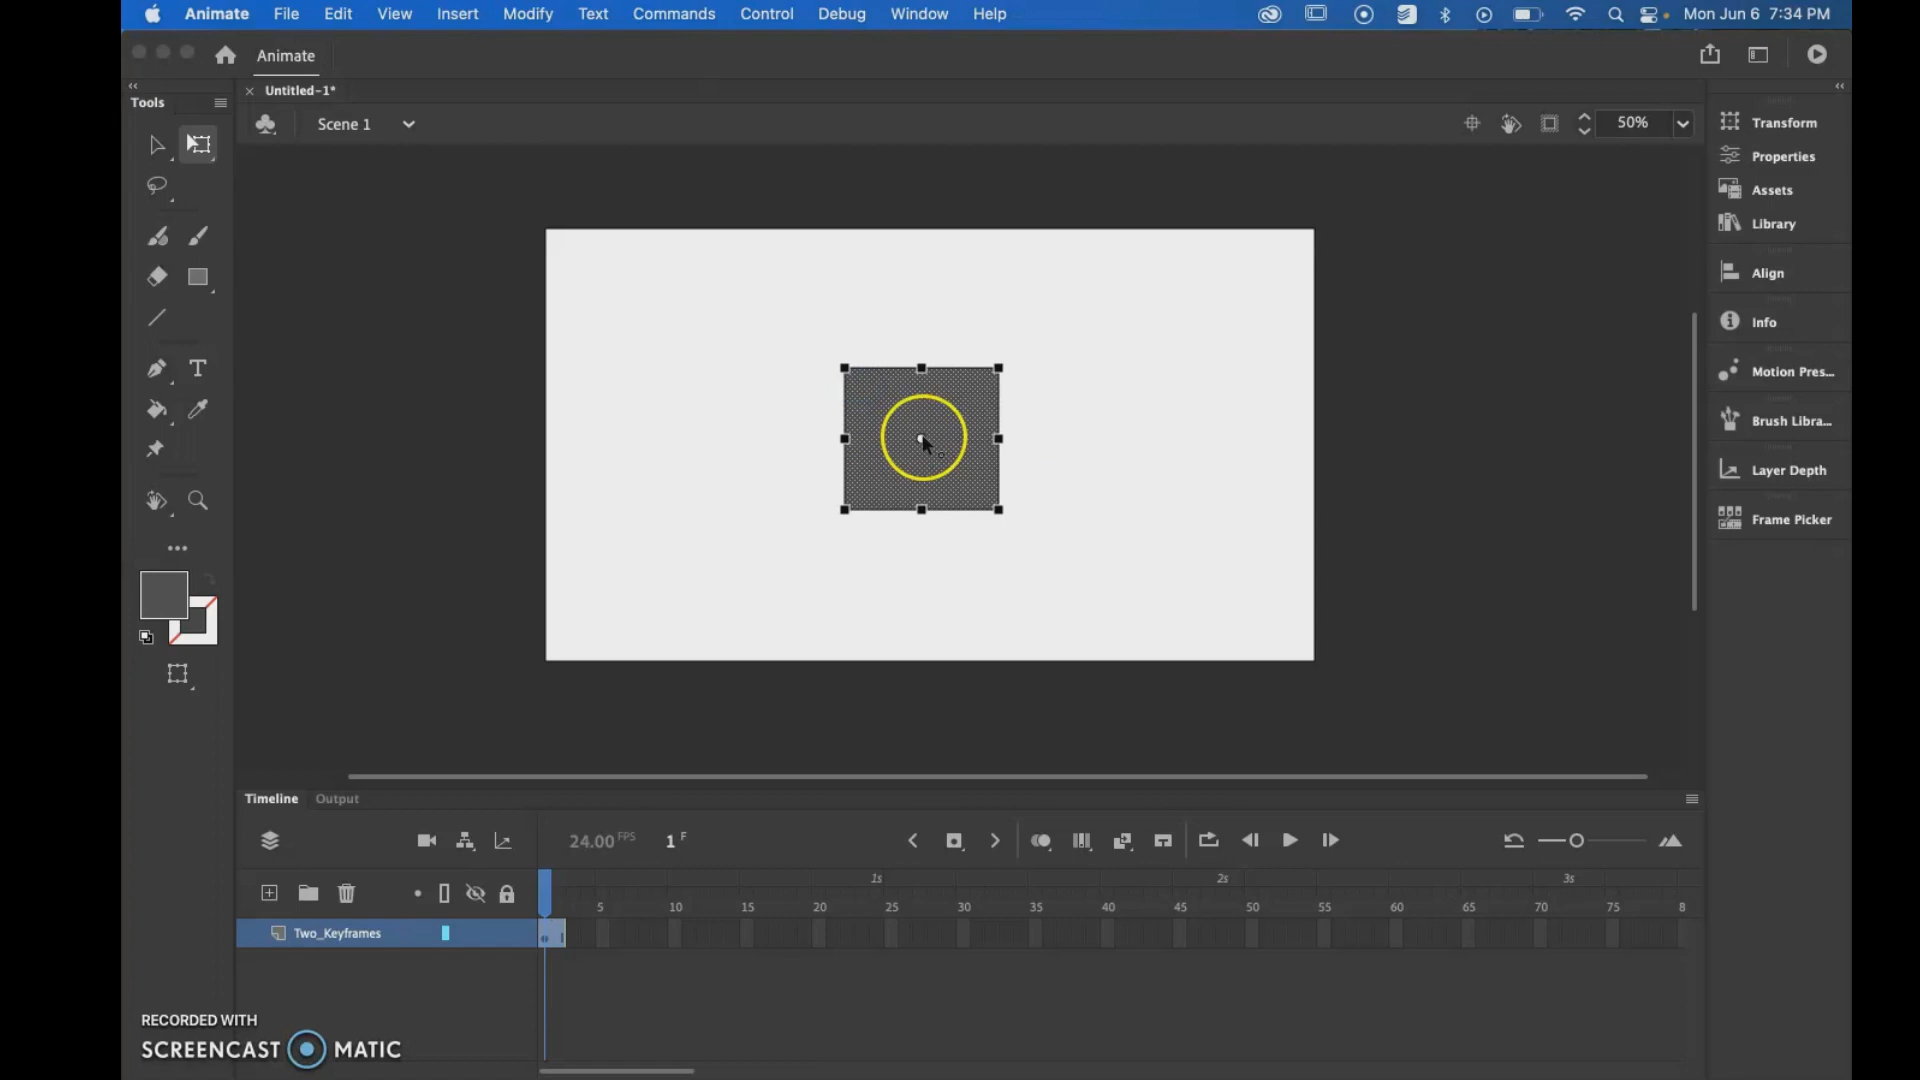 Animate File Edit View Insert Modify Text Commands Control Debug Window Help Mon Jun 6 7:34 PM
Animate
Tools
Untitled-1*
Scene 1
50%
Transform
Properties
Assets
Library
Align
Info
Motion Pres...
Brush Libra...
Layer Depth
Frame Picker
T
Timeline Output
24.00 FPS 1 F
1s 2s 3s
5 10 15 20 25 30 35 40 45 50 55 60 65 70 75 8
Two_Keyframes
RECORDED WITH
SCREENCAST MATIC